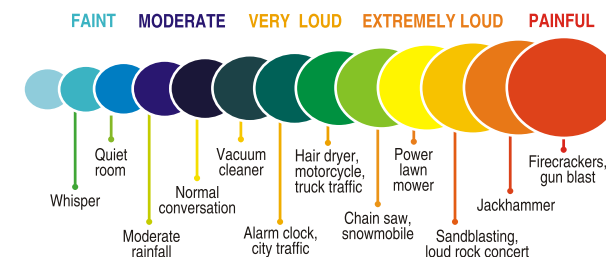 FAINT MODERATE VERY LOUD EXTREMELY LOUD PAINFUL
Whisper
Quiet
room
Moderate
rainfall
Normal
conversation
Vacuum
cleaner
Alarm clock,
city traffic
Hair dryer,
motorcycle,
truck traffic
Chain saw,
snowmobile
Power
lawn
mower
Sandblasting,
loud rock concert
Jackhammer
Firecrackers,
gun blast